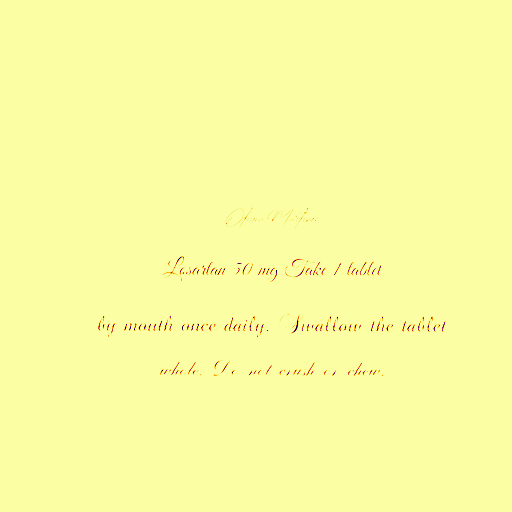 Losartan 50 mg Take 1 tablet
by mouth once daily. Swallow the tablet
whole. Do not crush or chew.